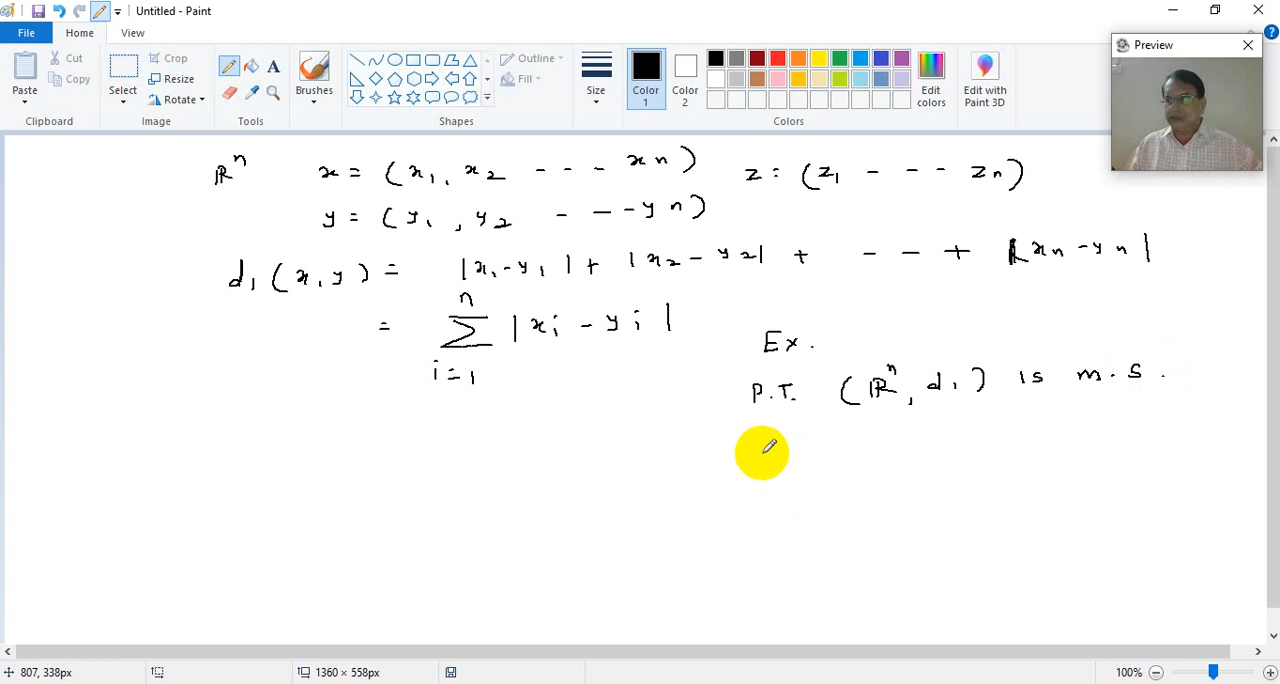 Untitled - Paint
File Home View
Cut
Copy
Paste
Clipboard
Select
Crop
Resize
Rotate
Image
A
Tools
Brushes
Outline
Fill
Shapes
Size
Color 1
Color 2
Colors
Edit colors
Edit with Paint 3D
Preview
ℝⁿ x = (x₁, x₂ - - - xn) z = (z₁ - - - zn)
y = (y₁, y₂ - - - yn)
d₁(x,y) = |x₁-y₁| + |x₂-y₂| + - - + |xn-yn|
= n∑i=1 |xi - yi|
Ex.
P.T. (ℝⁿ, d₁) is m.s.
807, 338px
1360 × 558px
100%